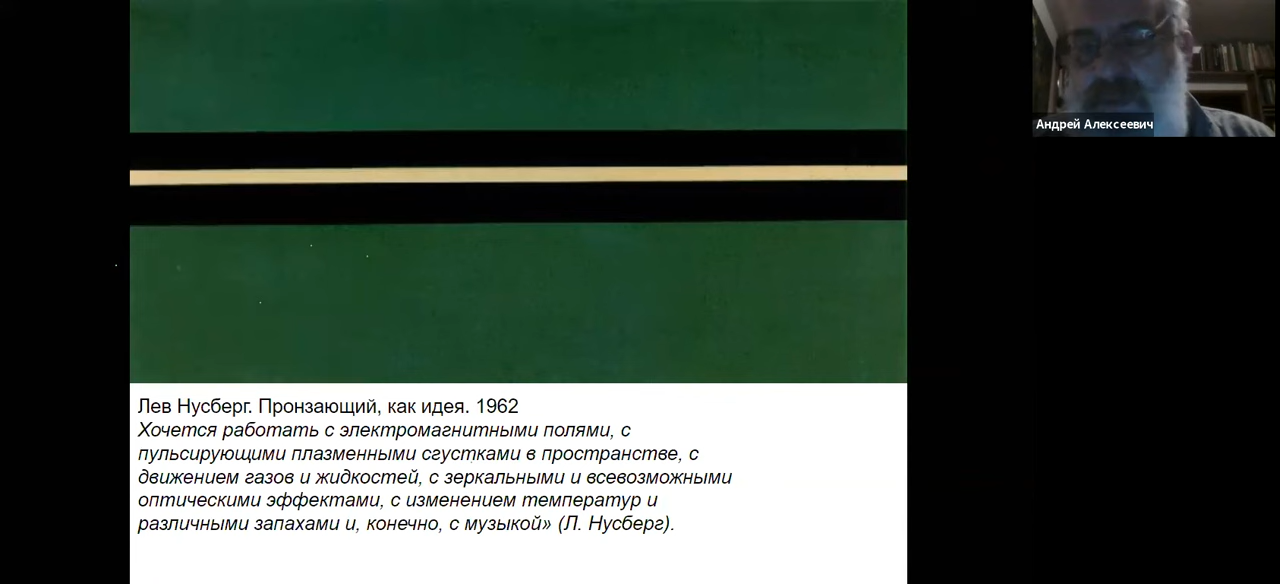 Андрей Алексеевич
Лев Нусберг. Пронзающий, как идея. 1962
Хочется работать с электромагнитными полями, с
пульсирующими плазменными сгустками в пространстве, с
движением газов и жидкостей, с зеркальными и всевозможными
оптическими эффектами, с изменением температур и
различными запахами и, конечно, с музыкой» (Л. Нусберг).